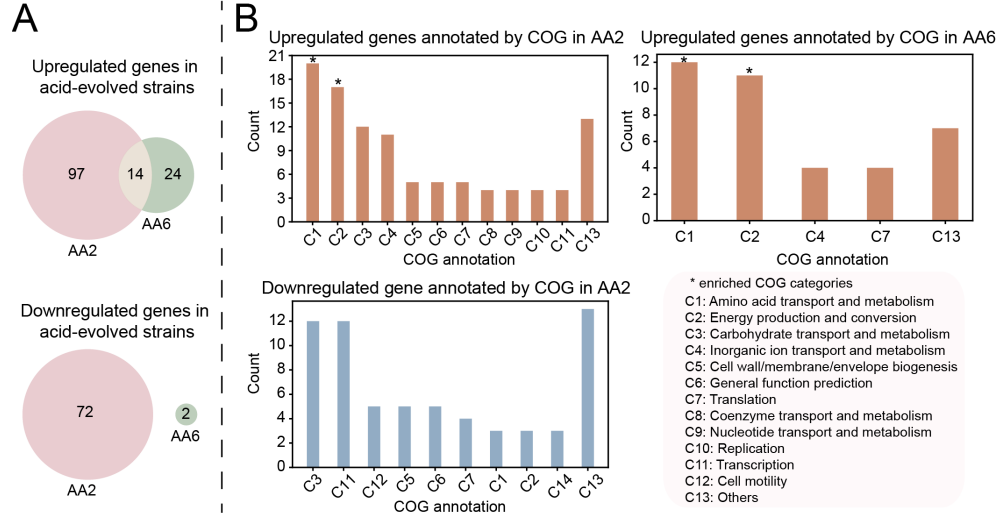 A
B
Upregulated genes in
acid-evolved strains
97
14
24
AA6
AA2
Downregulated genes in
acid-evolved strains
72
2
AA6
AA2
Upregulated genes annotated by COG in AA2
21
18
15
12
9
6
3
0
Count
* *
C1 C2 C3 C4 C5 C6 C7 C8 C9 C10 C11 C13
COG annotation
Upregulated genes annotated by COG in AA6
12
10
8
6
4
2
0
Count
* *
C1 C2 C4 C7 C13
COG annotation
Downregulated gene annotated by COG in AA2
12
10
8
6
4
2
0
Count
C3 C11 C12 C5 C6 C7 C1 C2 C14 C13
COG annotation
* enriched COG categories
C1: Amino acid transport and metabolism
C2: Energy production and conversion
C3: Carbohydrate transport and metabolism
C4: Inorganic ion transport and metabolism
C5: Cell wall/membrane/envelope biogenesis
C6: General function prediction
C7: Translation
C8: Coenzyme transport and metabolism
C9: Nucleotide transport and metabolism
C10: Replication
C11: Transcription
C12: Cell motility
C13: Others